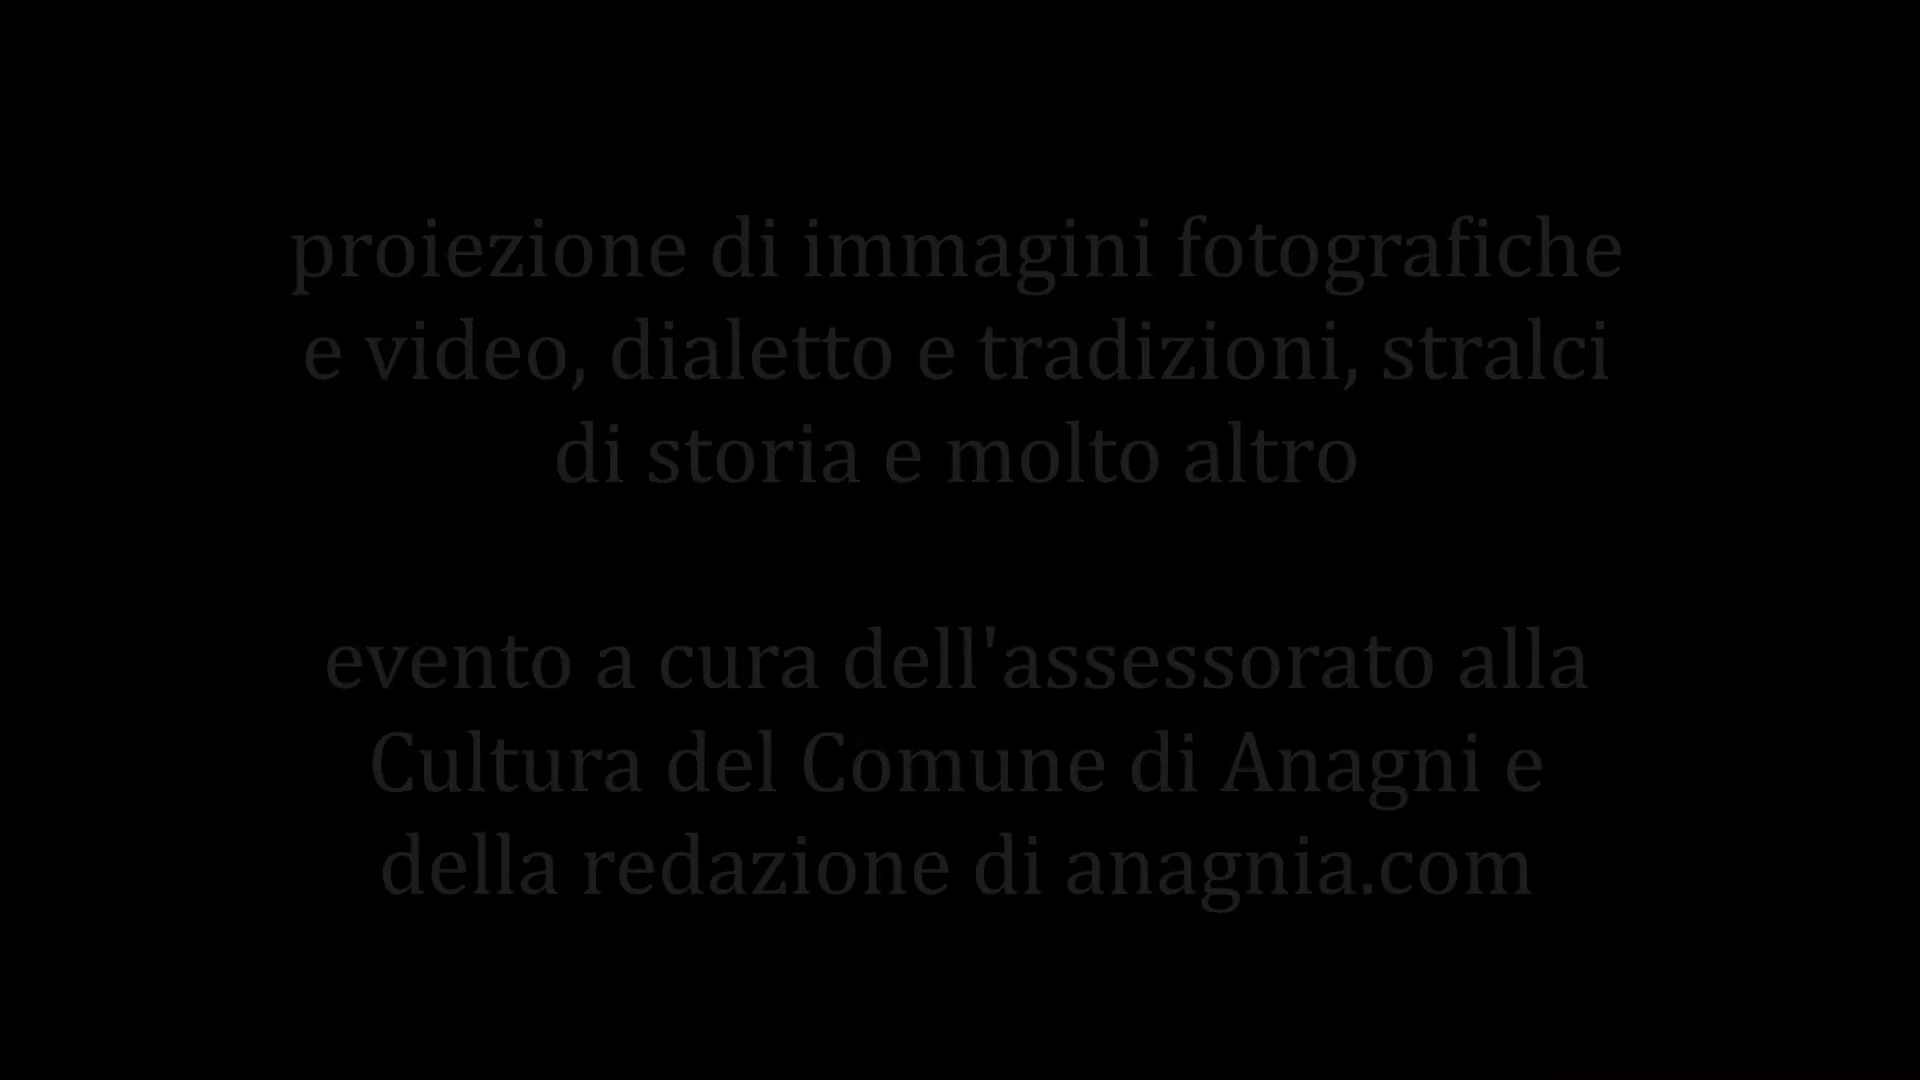 proiezione di immagini fotografiche
e video, dialetto e tradizioni, stralci
di storia e molto altro
evento a cura dell'assessorato alla
Cultura del Comune di Anagni e
della redazione di anagnia.com